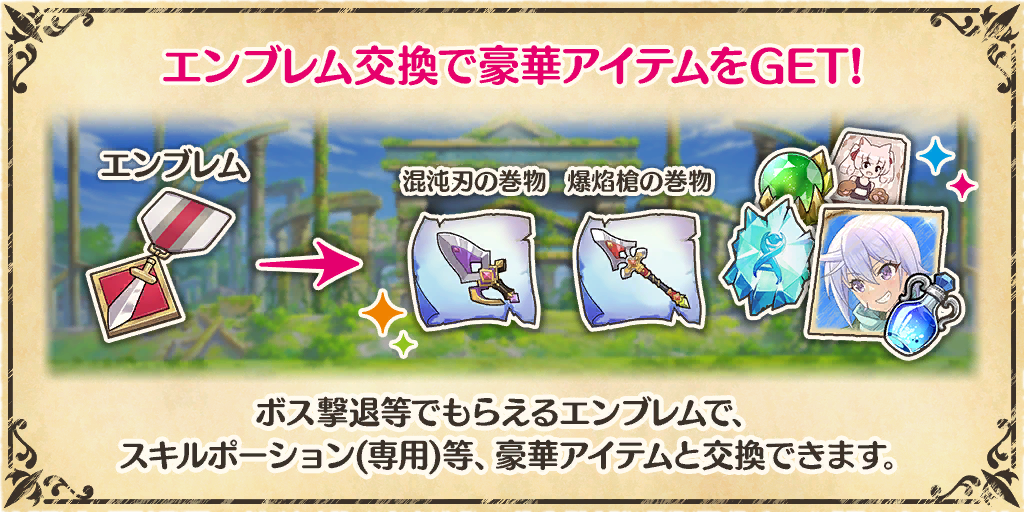 エンブレム交換で豪華アイテムをGET!
エンブレム
混沌刃の巻物
爆焰槍の巻物
ボス撃退等でもらえるエンブレムで、
スキルポーション(専用)等、豪華アイテムと交換できます。